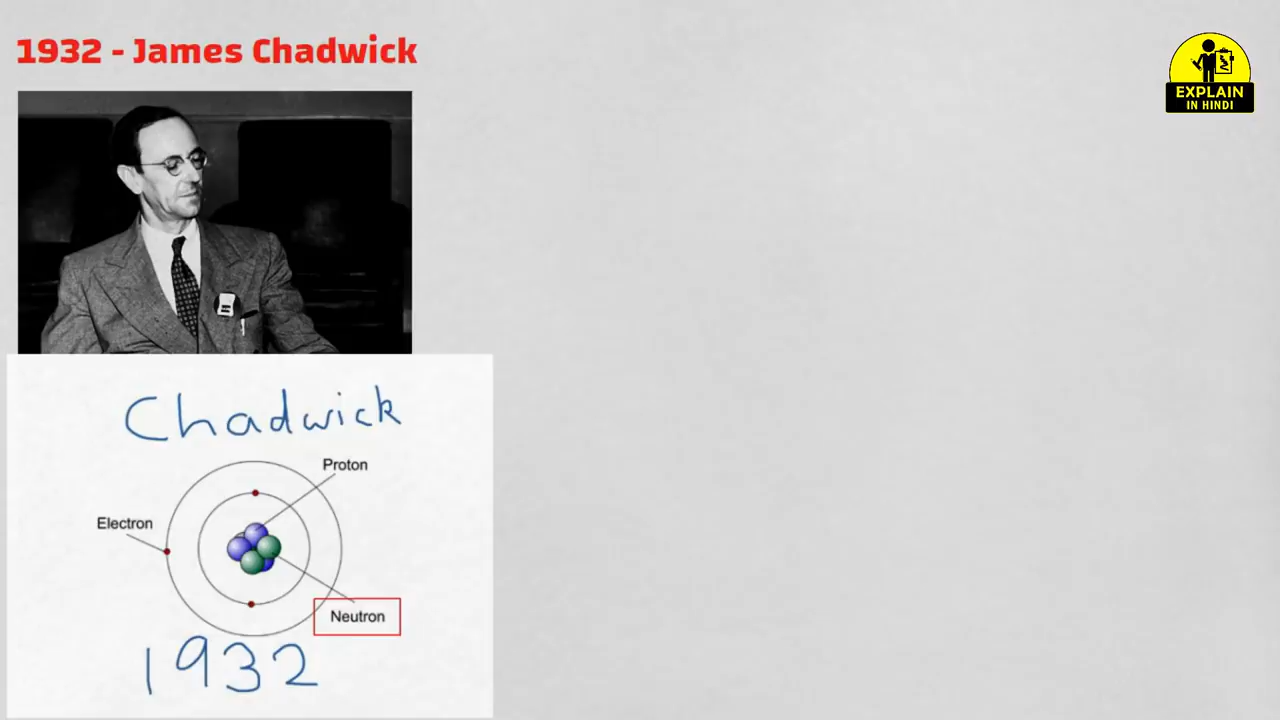 1932 - James Chadwick
EXPLAIN
IN HINDI
Chadwick
Proton
Electron
Neutron
1932